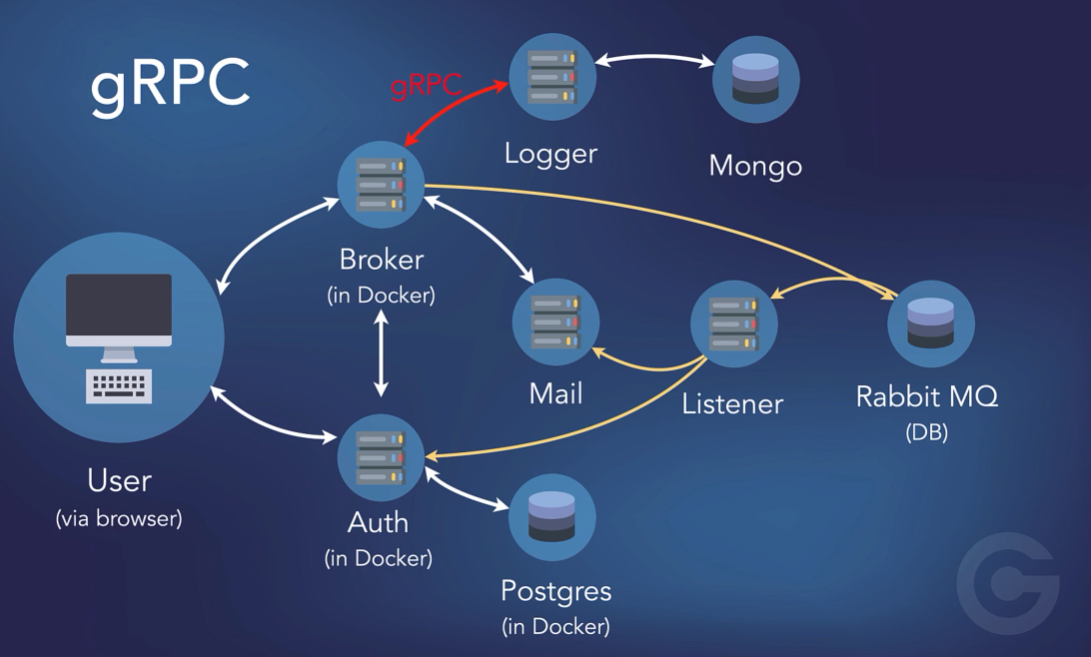 gRPC
gRPC
Logger
Mongo
Broker
(in Docker)
Mail
Listener
Rabbit MQ
(DB)
User
(via browser)
Auth
(in Docker)
Postgres
(in Docker)